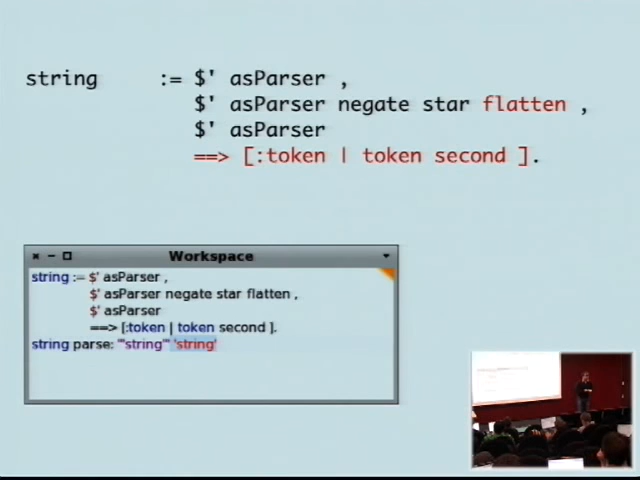 string := $' asParser ,
$' asParser negate star flatten ,
$' asParser
==> [:token | token second ].
Workspace
string := $' asParser ,
$' asParser negate star flatten ,
$' asParser
==> [:token | token second ].
string parse: '''string''' 'string'